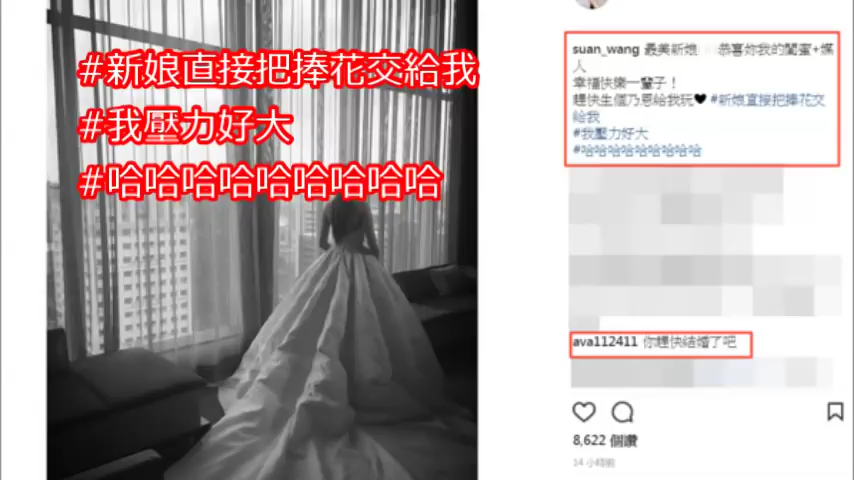 #新娘直接把捧花交給我
#我壓力好大
#哈哈哈哈哈哈哈哈哈
suan_wang 最美新娘 恭喜妳我的閨蜜+媒
人
幸福快樂一輩子！
趕快生個乃恩給我玩♥ #新娘直接把捧花交
給我
#我壓力好大
#哈哈哈哈哈哈哈哈哈
ava112411 你趕快結婚了吧
8,622 個讚
14 小時前